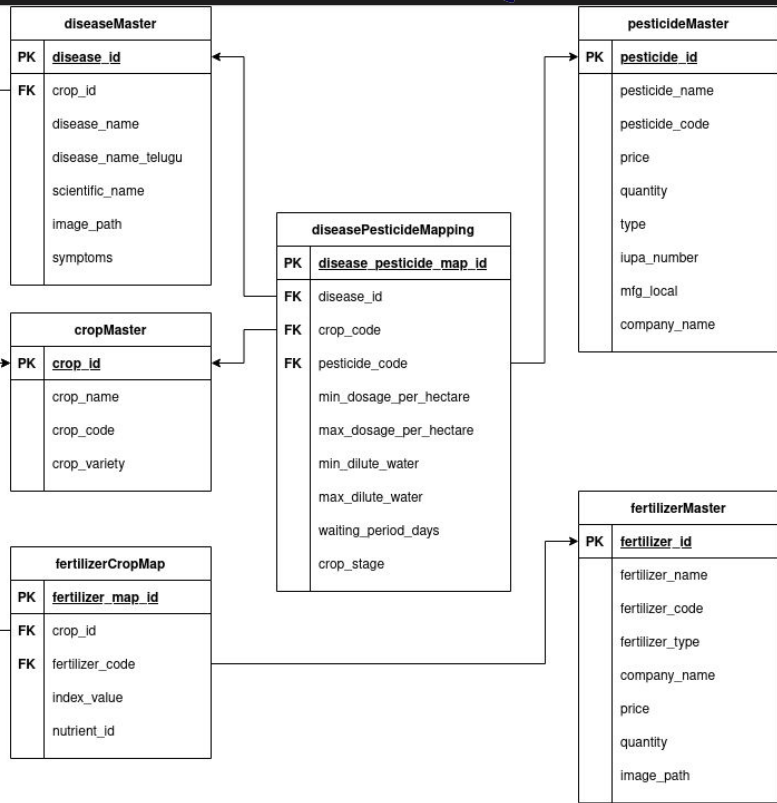 diseaseMaster
PK disease_id
FK crop_id
disease_name
disease_name_telugu
scientific_name
image_path
symptoms
cropMaster
PK crop_id
crop_name
crop_code
crop_variety
fertilizerCropMap
PK fertilizer_map_id
FK crop_id
FK fertilizer_code
index_value
nutrient_id
diseasePesticideMapping
PK disease_pesticide_map_id
FK disease_id
FK crop_code
FK pesticide_code
min_dosage_per_hectare
max_dosage_per_hectare
min_dilute_water
max_dilute_water
waiting_period_days
crop_stage
pesticideMaster
PK pesticide_id
pesticide_name
pesticide_code
price
quantity
type
iupa_number
mfg_local
company_name
fertilizerMaster
PK fertilizer_id
fertilizer_name
fertilizer_code
fertilizer_type
company_name
price
quantity
image_path